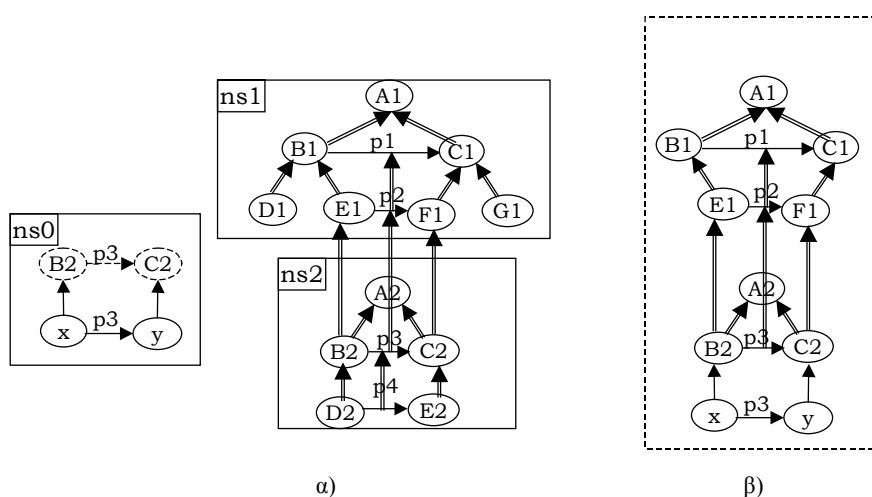 ns1
A1
B1 p1 C1
D1 E1 p2 F1 G1
ns0
B2 p3 C2
x p3 y
ns2
A2
B2 p3 C2
p4
D2 E2
α)
A1
B1 p1 C1
E1 p2 F1
A2
B2 p3 C2
x p3 y
β)